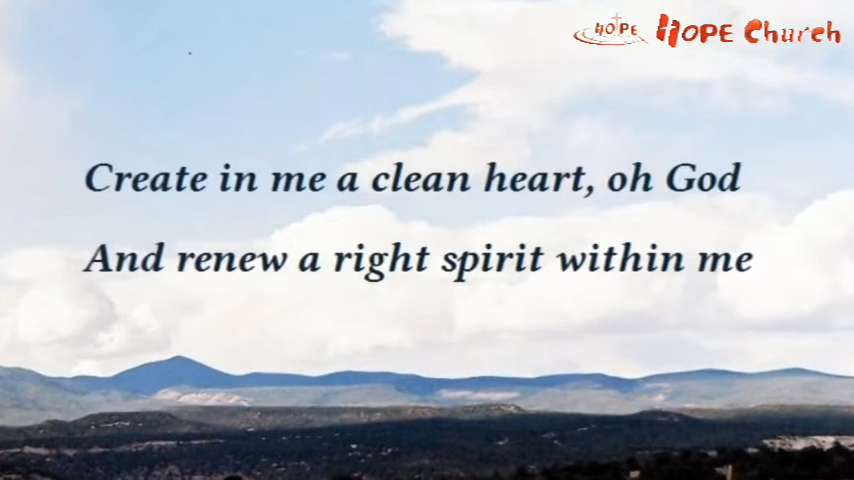 HOPE HOPE Church
Create in me a clean heart, oh God
And renew a right spirit within me